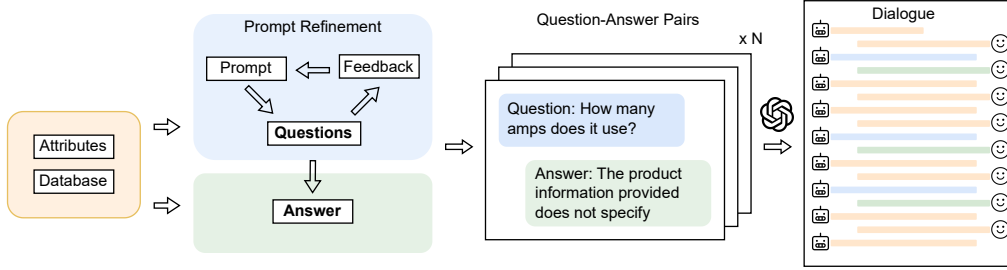 Attributes
Database
Prompt Refinement
Prompt
Feedback
Questions
Answer
Question-Answer Pairs
x N
Question: How many
amps does it use?
Answer: The product
information provided
does not specify
Dialogue